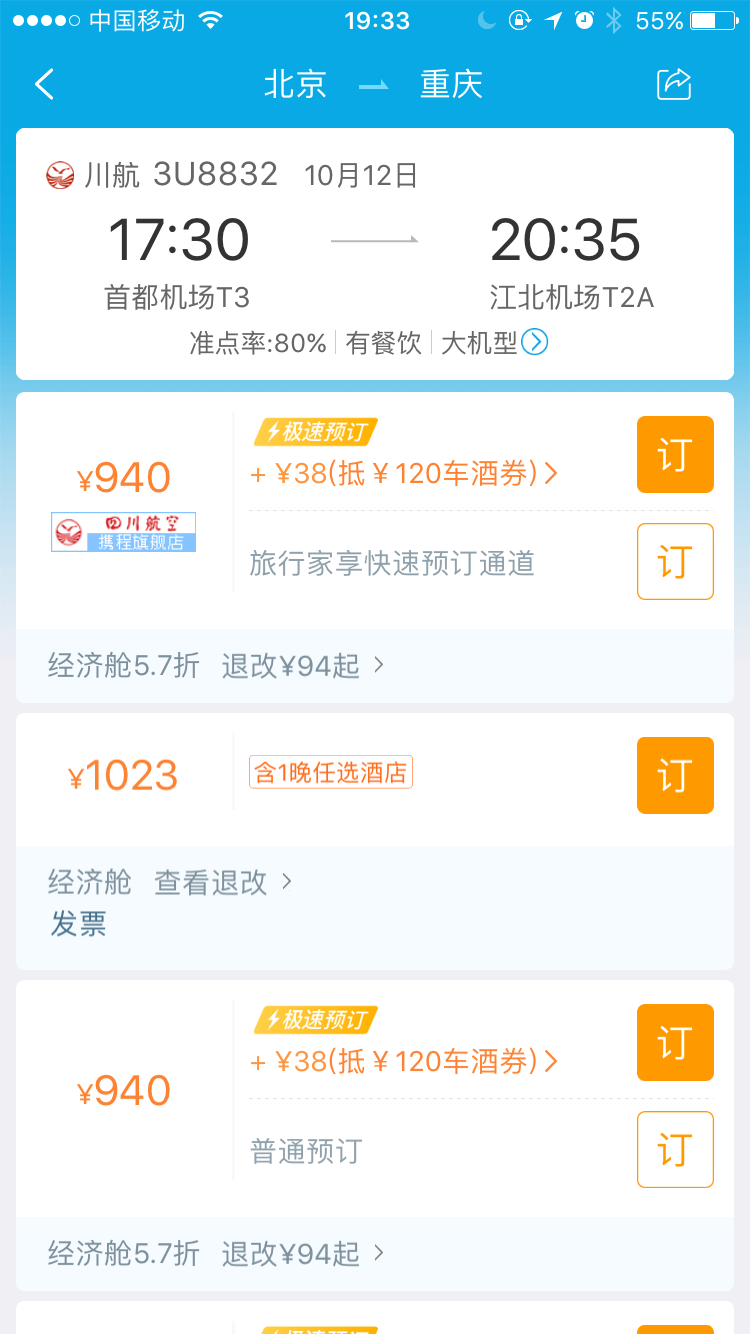 中国移动 19:33 55%
北京 重庆
川航 3U8832 10月12日
17:30 20:35
首都机场T3 江北机场T2A
准点率:80% 有餐饮 大机型
极速预订
¥940 + ¥38(抵¥120车酒券) 订
四川航空
携程旗舰店
旅行家享快速预订通道 订
经济舱5.7折 退改¥94起
¥1023 含1晚任选酒店 订
经济舱 查看退改
发票
极速预订
+ ¥38(抵¥120车酒券) 订
¥940
普通预订 订
经济舱5.7折 退改¥94起
极速预订